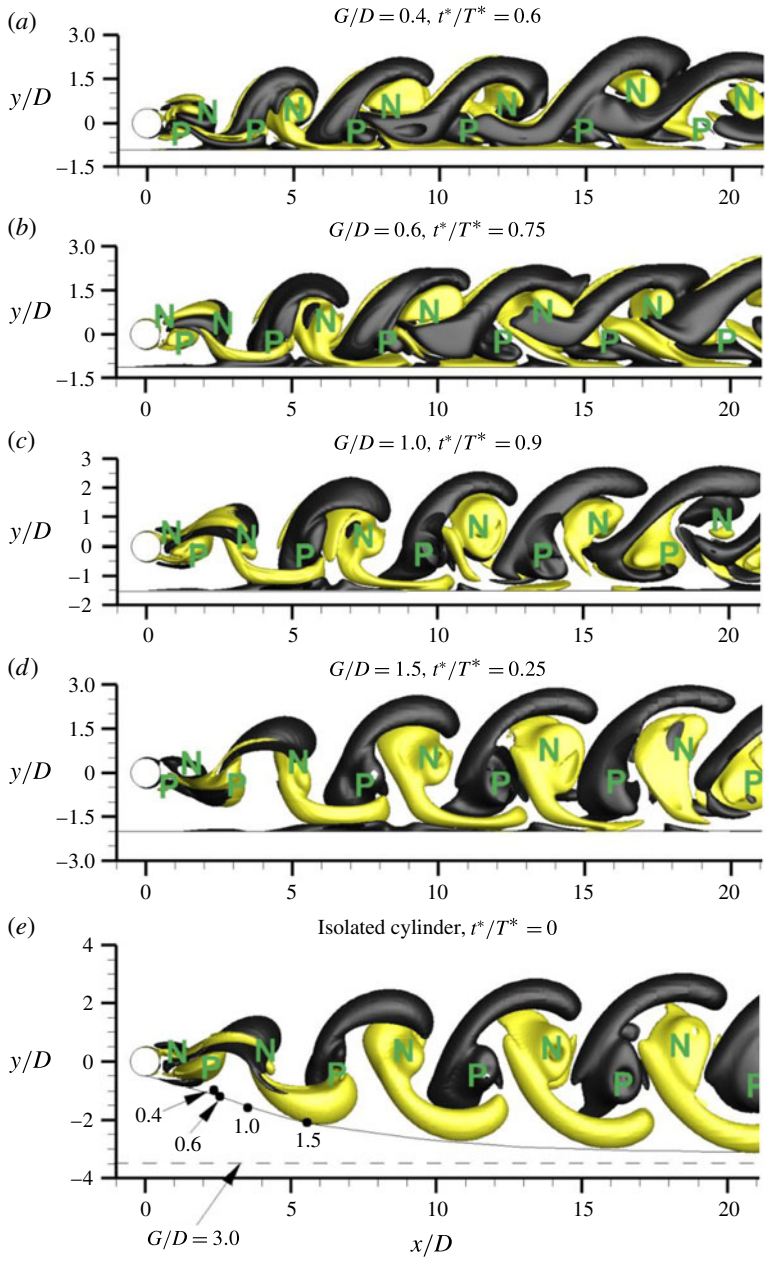 (a) G/D = 0.4, t*/T* = 0.6
3.0
1.5
y/D
0
−1.5
N P P N P N P N P N P N
0 5 10 15 20
(b) G/D = 0.6, t*/T* = 0.75
3.0
1.5
y/D
0
−1.5
N P N P N P N P N P N P
0 5 10 15 20
(c) G/D = 1.0, t*/T* = 0.9
3
2
1
y/D
0
−1
−2
N P N P N P N P N P N
0 5 10 15 20
(d) G/D = 1.5, t*/T* = 0.25
3.0
1.5
y/D
0
−1.5
−3.0
P N P N P N P N P N P
0 5 10 15 20
(e) Isolated cylinder, t*/T* = 0
4
2
y/D
0
−2
−4
N P N P N P N P N P
0.4
0.6
1.0
1.5
0 5 10 15 20
G/D = 3.0
x/D